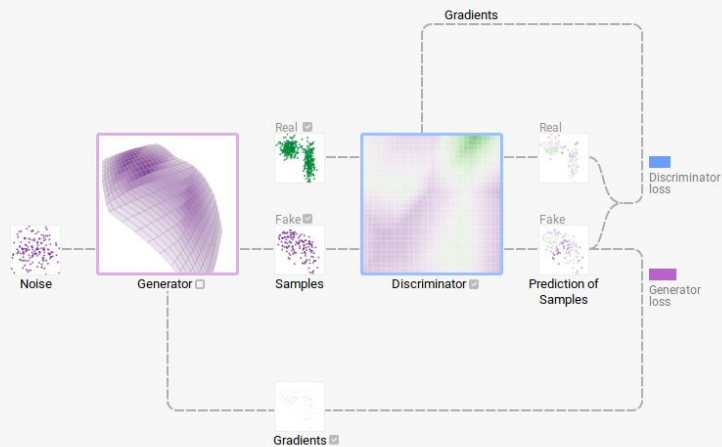 Gradients
Real
Real
Discriminator
loss
Fake
Fake
Noise
Generator
Samples
Discriminator
Prediction of
Samples
Generator
loss
Gradients